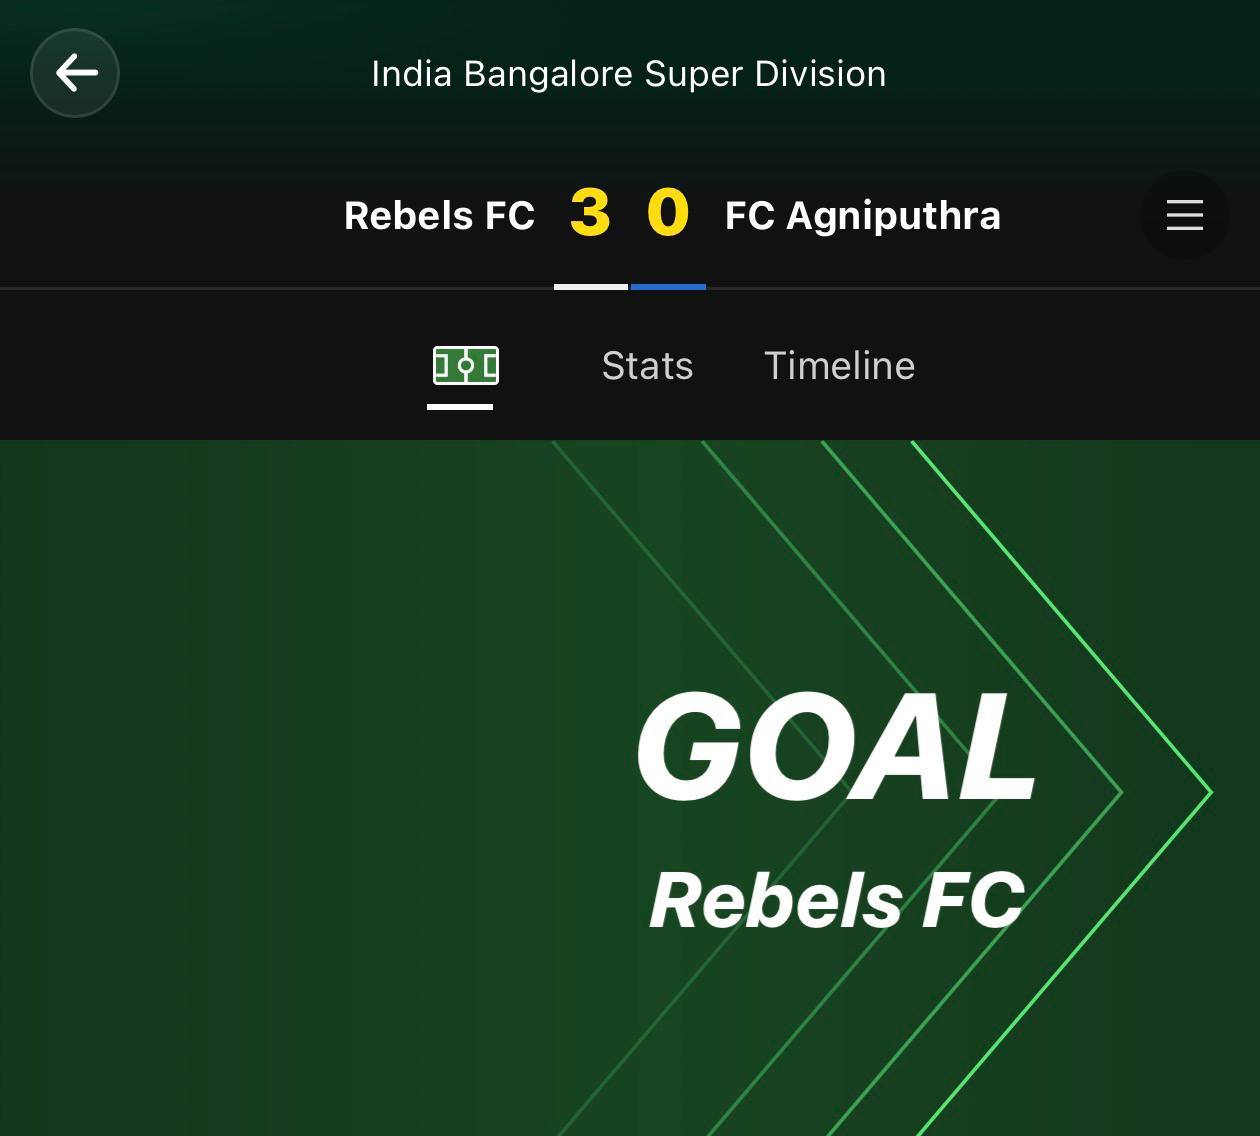 India Bangalore Super Division
Rebels FC 3 0 FC Agniputhra
Stats Timeline
GOAL
Rebels FC